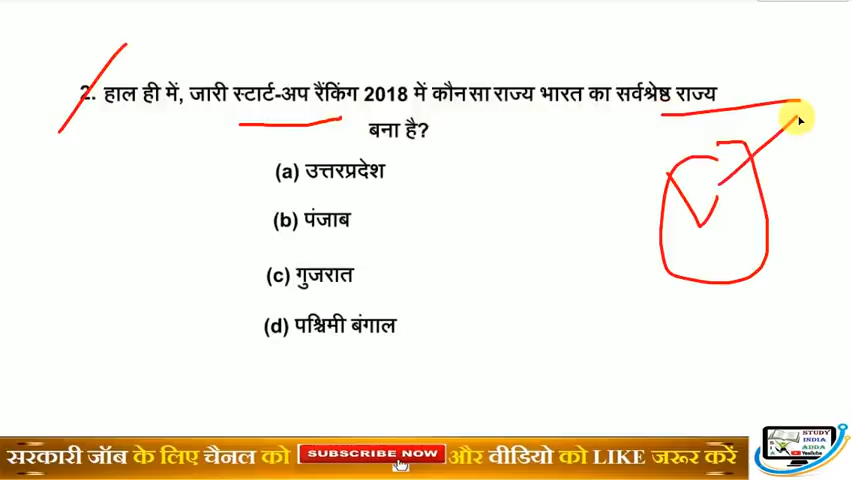 2. हाल ही में, जारी स्टार्ट-अप रैंकिंग 2018 में कौन सा राज्य भारत का सर्वश्रेष्ठ राज्य
बना है?
(a) उत्तरप्रदेश
(b) पंजाब
(c) गुजरात
(d) पश्चिमी बंगाल
सरकारी जॉब के लिए चैनल को SUBSCRIBE NOW और वीडियो को LIKE जरूर करें
STUDY
INDIA
ADDA
YouTube